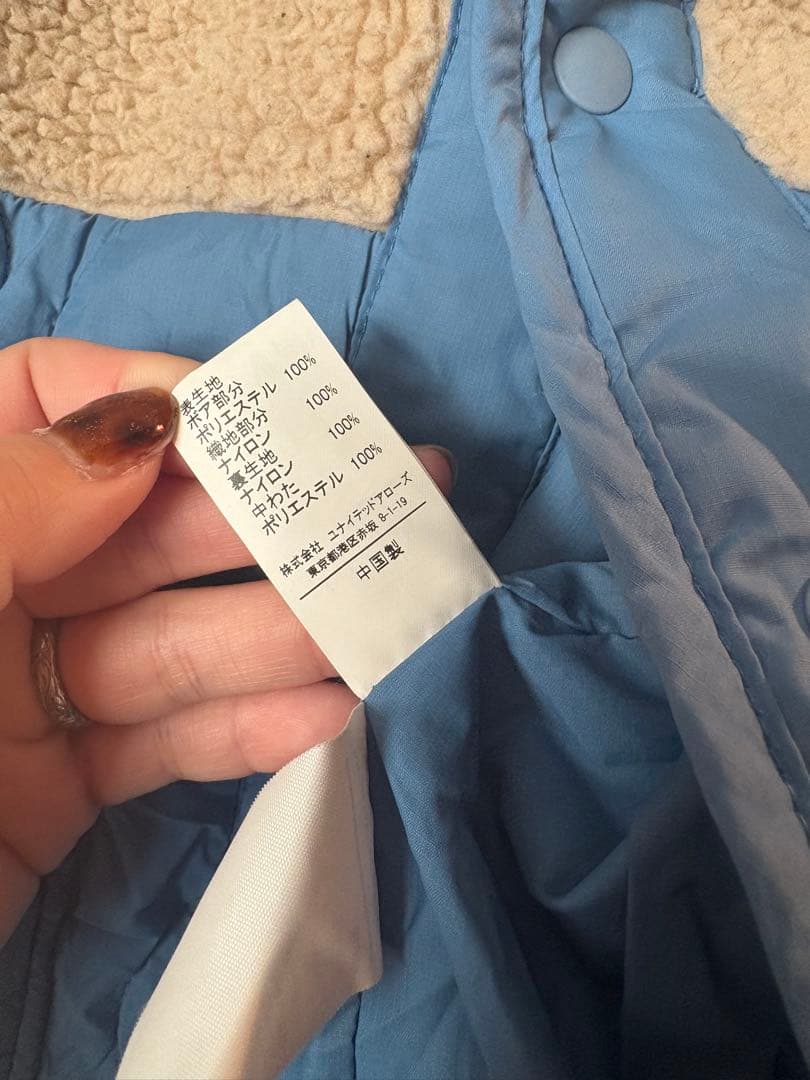 表生地
ボア部分
ポリエステル 100%
織地部分
ナイロン 100%
裏生地
ナイロン 100%
中わた
ポリエステル 100%
株式会社 ユナイテッドアローズ
東京都港区赤坂 8-1-19
中国製